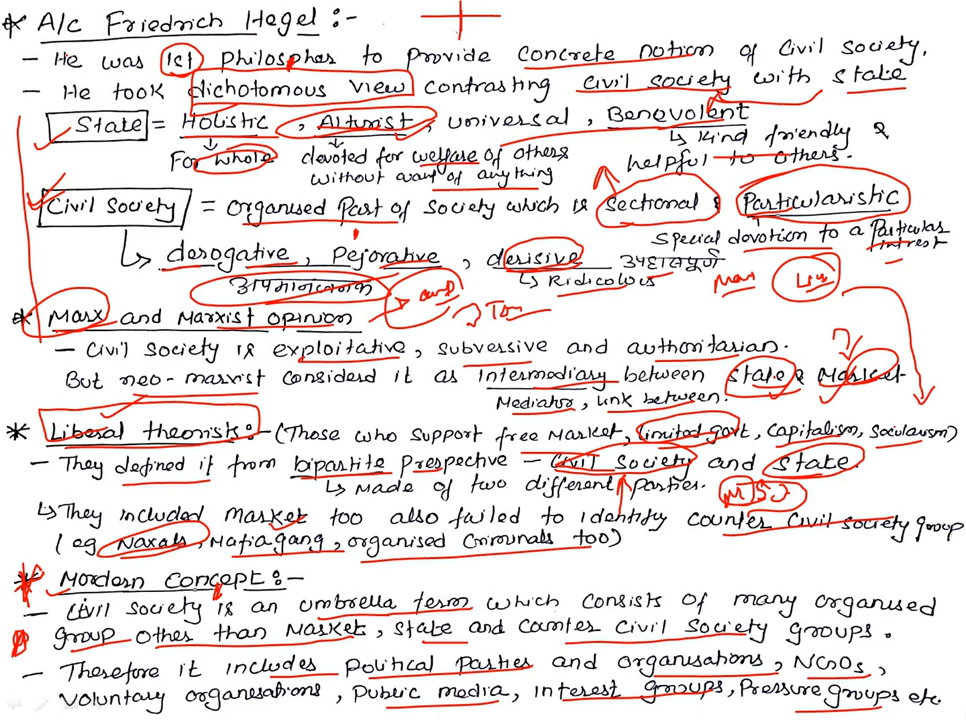 * A/c Friedrich Hegel :-
- He was 1st philosphes to provide concrete notion of civil society.
- He took dichotomous view contrasting civil society with state
State = Holistic, Alturist, universal, Benevolent
For whole devoted for welfare of others without want of anything
→ kind friendly & helpful to others.
Civil Society = organised Part of society which is sectional & Particularistic
special devotion to a Particular interest
↳ derogative, Pejorative, derisive उपहासपूर्ण
अपमानजनक
↳ Ridicolous
* Marx and Marxist opinion
- Civil society is exploitative, subversive and authoritarian.
But neo-marxist considerd it as intermediary between state & Market
Mediator, link between.
* Liberal theorists:- (Those who support free market, limited govt, capitalism, socularism)
- They defined it from bipartite Prespective - civil society and state.
↳ Made of two different parties.
↳ They included market too also failed to identity counter civil society group
(eg Naxals, Mafia gang, organised criminals too)
* Mordern concept:-
- Civil society is an umbrella term which consists of many organised
group other than market, state and counter civil society groups.
- Therefore it includes political parties and organisations, NGOs,
voluntary organisations, public media, interest groups, pressure groups etc.